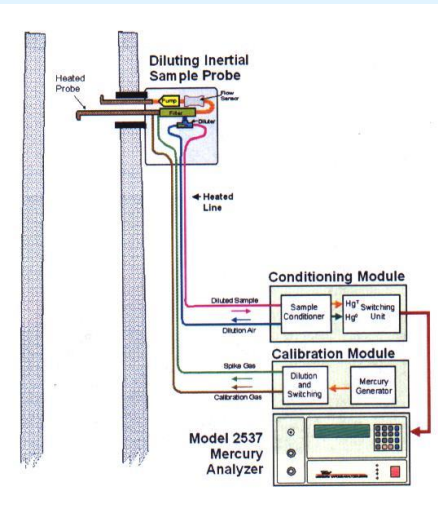 Diluting Inertial
Sample Probe
Heated
Probe
Pump
Flow
Sensor
Filter
Diluter
Heated
Line
Conditioning Module
Diluted Sample
Dilution Air
Sample
Conditioner
HgT
Hg⁰
Switching
Unit
Calibration Module
Spike Gas
Calibration Gas
Dilution
and
Switching
Mercury
Generator
Model 2537
Mercury
Analyzer